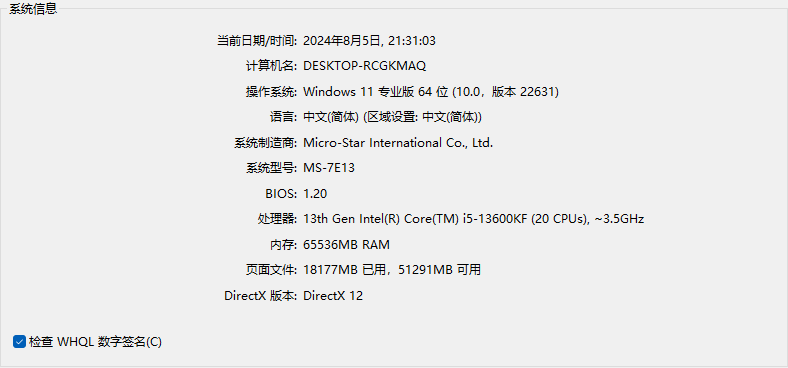 系统信息
当前日期/时间: 2024年8月5日, 21:31:03
计算机名: DESKTOP-RCGKMAQ
操作系统: Windows 11 专业版 64 位 (10.0，版本 22631)
语言: 中文(简体) (区域设置: 中文(简体))
系统制造商: Micro-Star International Co., Ltd.
系统型号: MS-7E13
BIOS: 1.20
处理器: 13th Gen Intel(R) Core(TM) i5-13600KF (20 CPUs), ~3.5GHz
内存: 65536MB RAM
页面文件: 18177MB 已用，51291MB 可用
DirectX 版本: DirectX 12
检查 WHQL 数字签名(C)